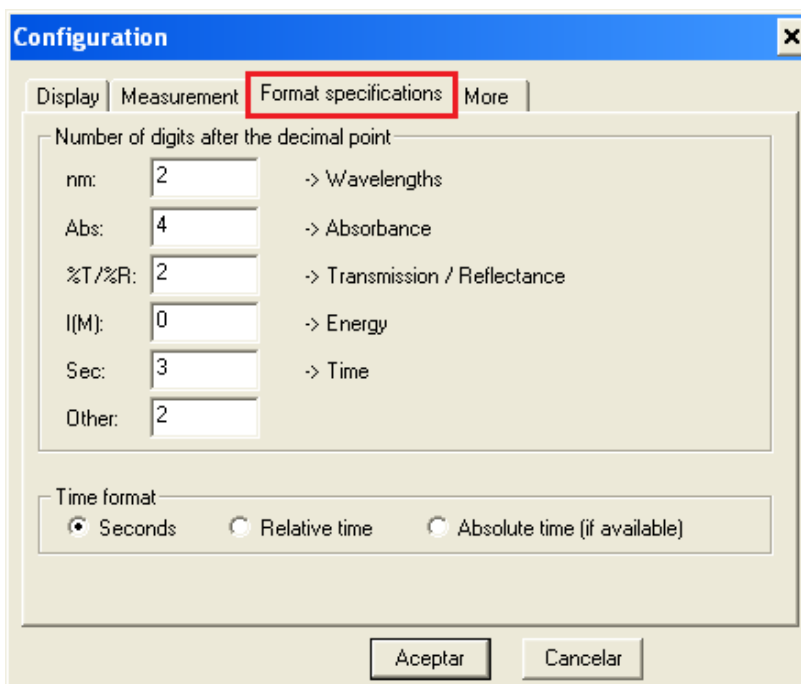 Configuration
Display Measurement Format specifications More
Number of digits after the decimal point
nm: 2 -> Wavelengths
Abs: 4 -> Absorbance
%T/%R: 2 -> Transmission / Reflectance
I(M): 0 -> Energy
Sec: 3 -> Time
Other: 2
Time format
Seconds Relative time Absolute time (if available)
Aceptar Cancelar